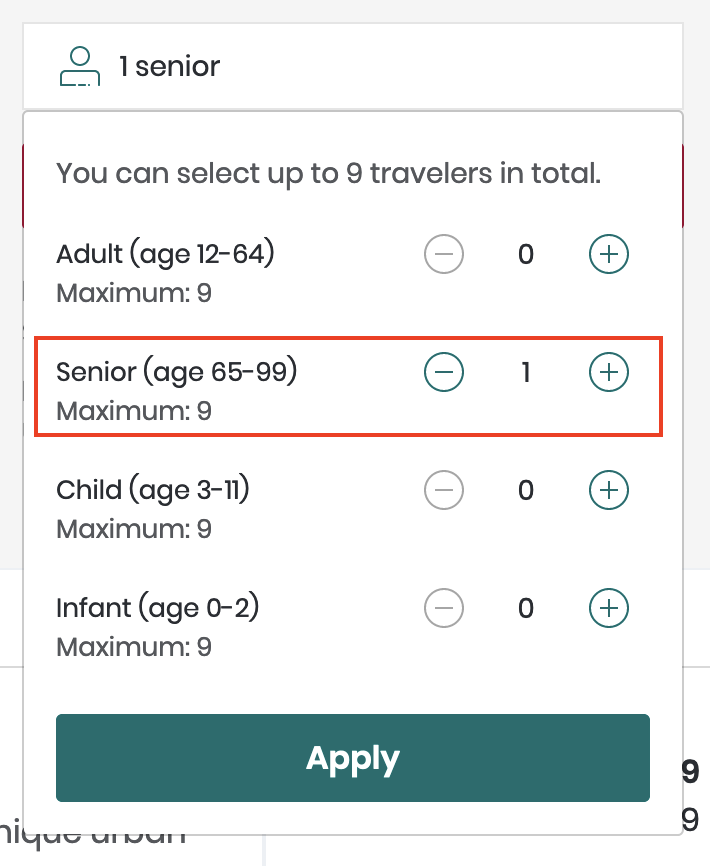 1 senior
You can select up to 9 travelers in total.
Adult (age 12-64)
0
Maximum: 9
Senior (age 65-99)
1
Maximum: 9
Child (age 3-11)
0
Maximum: 9
Infant (age 0-2)
0
Maximum: 9
Apply
9
9